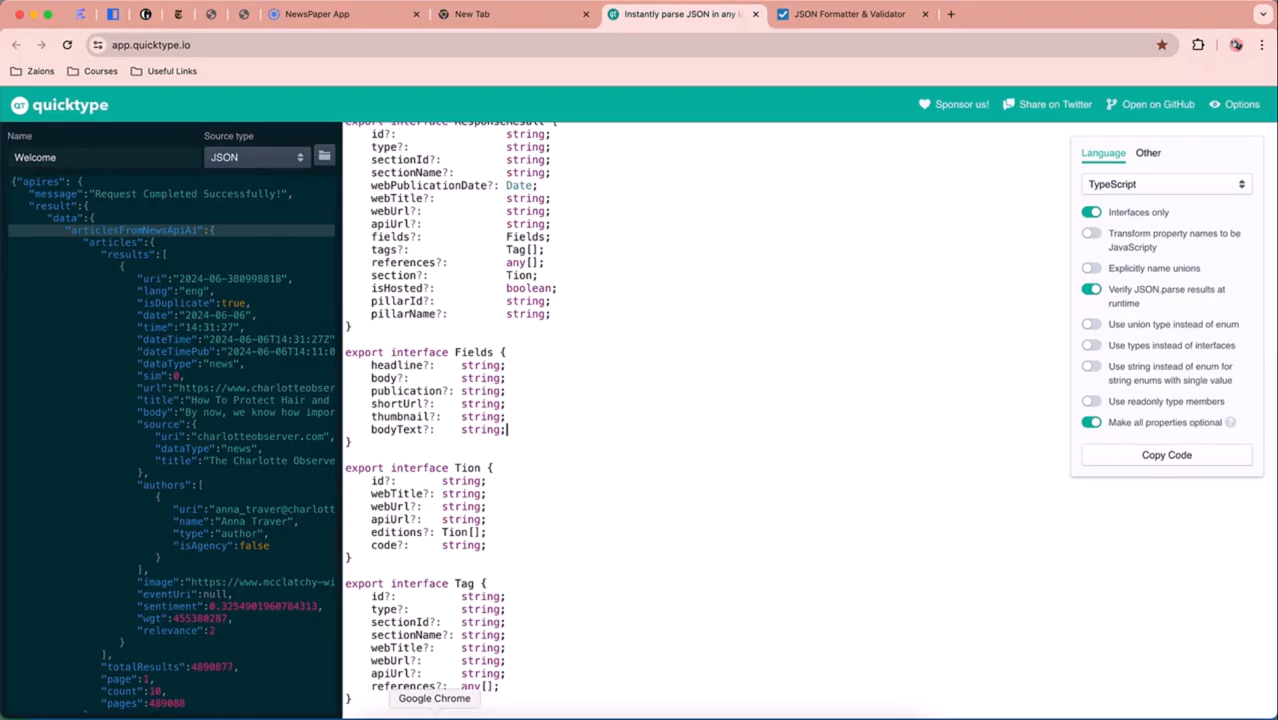 NewsPaper App
New Tab
Instantly parse JSON in any l
JSON Formatter & Validator
app.quicktype.io
Zaions
Courses
Useful Links
QT quicktype
Sponsor us!
Share on Twitter
Open on GitHub
Options
Name
Source type
Welcome
JSON
{"apires": {
"message":"Request Completed Successfully!",
"result":{
"data":{
"articlesFromNewsApiAi":{
"articles":{
"results":[
{
"uri":"2024-06-380998818",
"lang":"eng",
"isDuplicate":true,
"date":"2024-06-06",
"time":"14:31:27",
"dateTime":"2024-06-06T14:31:27Z"
"dateTimePub":"2024-06-06T14:11:0
"dataType":"news",
"sim":0,
"url":"https://www.charlotteobser
"title":"How To Protect Hair and
"body":"By now, we know how impor
"source":{
"uri":"charlotteobserver.com",
"dataType":"news",
"title":"The Charlotte Observe
},
"authors":[
{
"uri":"anna_traver@charlott
"name":"Anna Traver",
"type":"author",
"isAgency":false
}
],
"image":"https://www.mcclatchy-wi
"eventUri":null,
"sentiment":0.3254901960784313,
"wgt":455380287,
"relevance":2
}
],
"totalResults":4890877,
"page":1,
"count":10,
"pages":489088
export interface ResponseResult {
id?: string;
type?: string;
sectionId?: string;
sectionName?: string;
webPublicationDate?: Date;
webTitle?: string;
webUrl?: string;
apiUrl?: string;
fields?: Fields;
tags?: Tag[];
references?: any[];
section?: Tion;
isHosted?: boolean;
pillarId?: string;
pillarName?: string;
}
export interface Fields {
headline?: string;
body?: string;
publication?: string;
shortUrl?: string;
thumbnail?: string;
bodyText?: string;
}
export interface Tion {
id?: string;
webTitle?: string;
webUrl?: string;
apiUrl?: string;
editions?: Tion[];
code?: string;
}
export interface Tag {
id?: string;
type?: string;
sectionId?: string;
sectionName?: string;
webTitle?: string;
webUrl?: string;
apiUrl?: string;
references?: any[];
}
Google Chrome
Language
Other
TypeScript
Interfaces only
Transform property names to be
JavaScripty
Explicitly name unions
Verify JSON.parse results at
runtime
Use union type instead of enum
Use types instead of interfaces
Use string instead of enum for
string enums with single value
Use readonly type members
Make all properties optional ?
Copy Code